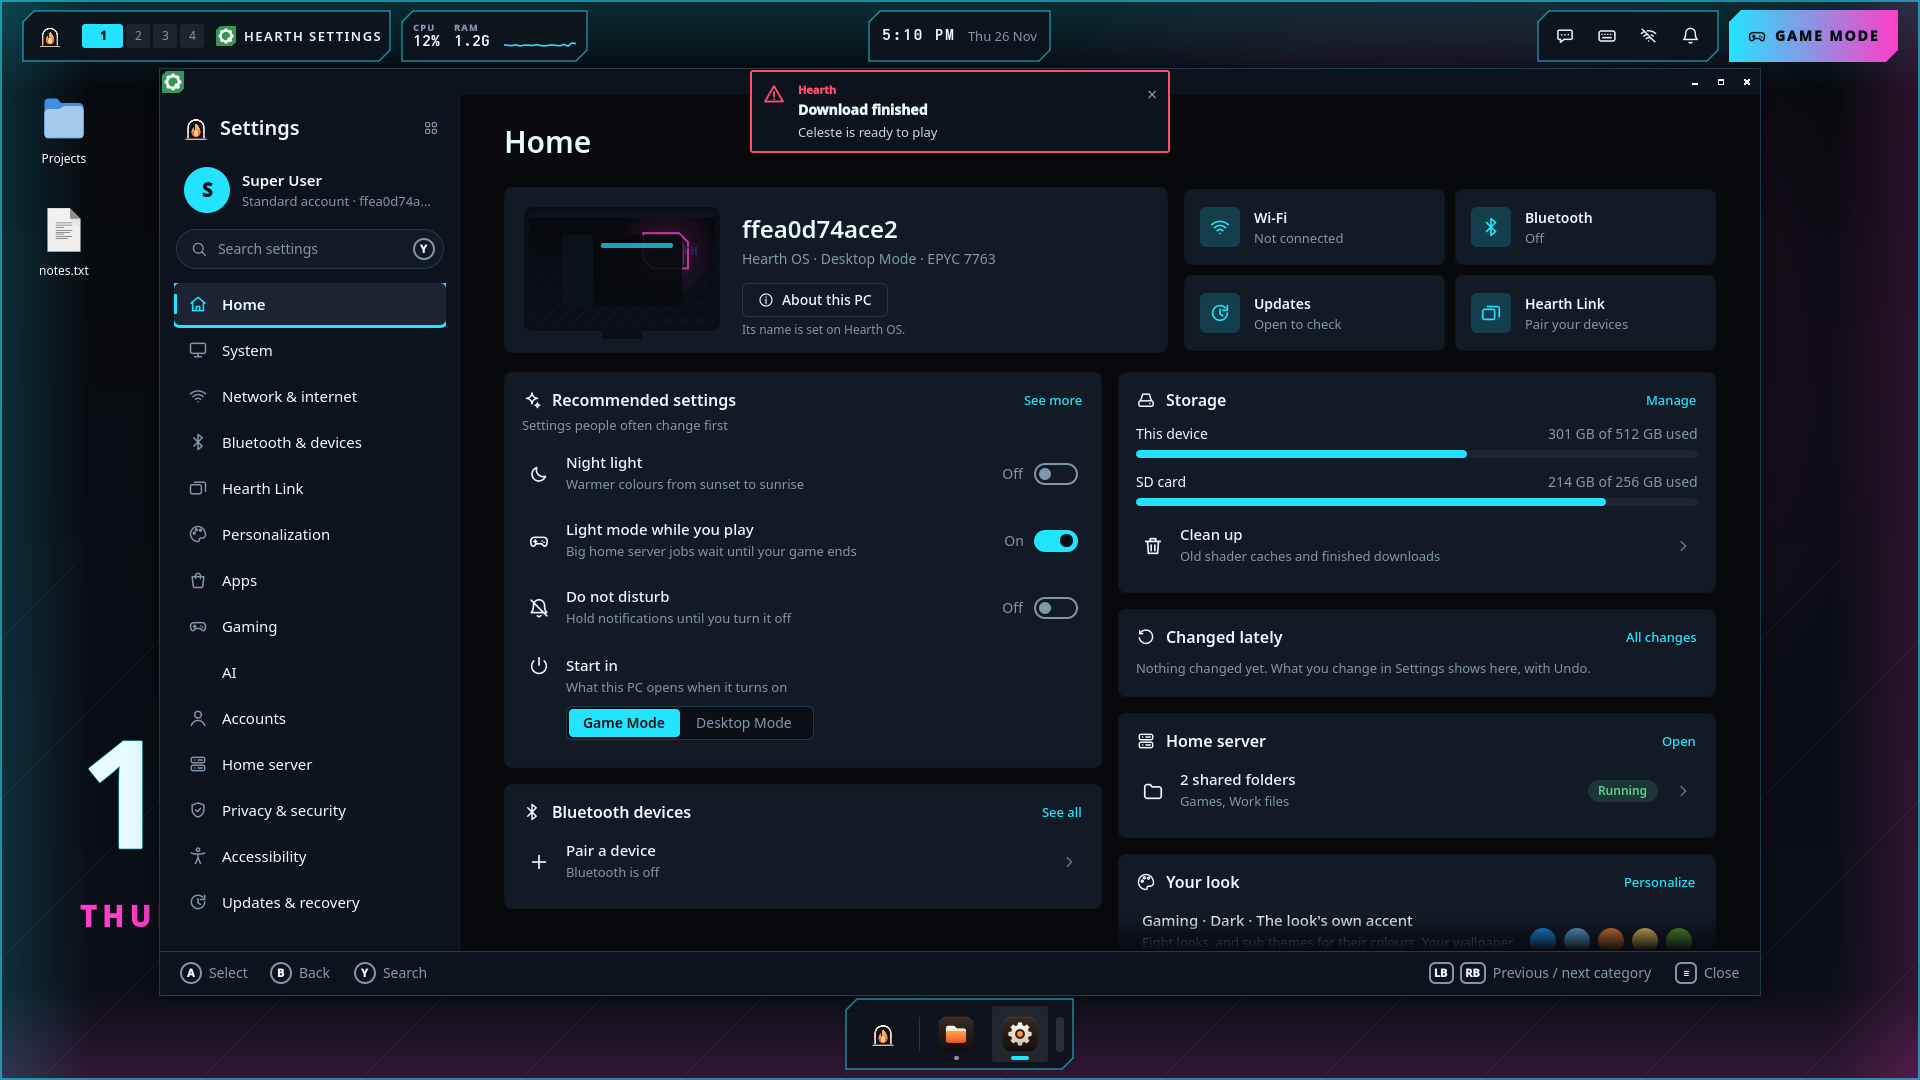 1 2 3 4 HEARTH SETTINGS
CPU 12%
RAM 1.2G
5:10 PM Thu 26 Nov
GAME MODE
Projects
notes.txt
Hearth
Download finished
Celeste is ready to play
Settings
S
Super User
Standard account · ffea0d74a...
Search settings Y
Home
System
Network & internet
Bluetooth & devices
Hearth Link
Personalization
Apps
Gaming
AI
Accounts
Home server
Privacy & security
Accessibility
Updates & recovery
Home
ffea0d74ace2
Hearth OS · Desktop Mode · EPYC 7763
About this PC
Its name is set on Hearth OS.
Wi-Fi
Not connected
Bluetooth
Off
Updates
Open to check
Hearth Link
Pair your devices
Recommended settings See more
Settings people often change first
Night light
Warmer colours from sunset to sunrise
Off
Light mode while you play
Big home server jobs wait until your game ends
On
Do not disturb
Hold notifications until you turn it off
Off
Start in
What this PC opens when it turns on
Game Mode Desktop Mode
Bluetooth devices See all
Pair a device
Bluetooth is off
Storage Manage
This device 301 GB of 512 GB used
SD card 214 GB of 256 GB used
Clean up
Old shader caches and finished downloads
Changed lately All changes
Nothing changed yet. What you change in Settings shows here, with Undo.
Home server Open
2 shared folders
Games, Work files
Running
Your look Personalize
Gaming · Dark · The look's own accent
Eight looks, and sub themes for their colours. Your wallpaper
1
THU
A Select B Back Y Search
LB RB Previous / next category Close